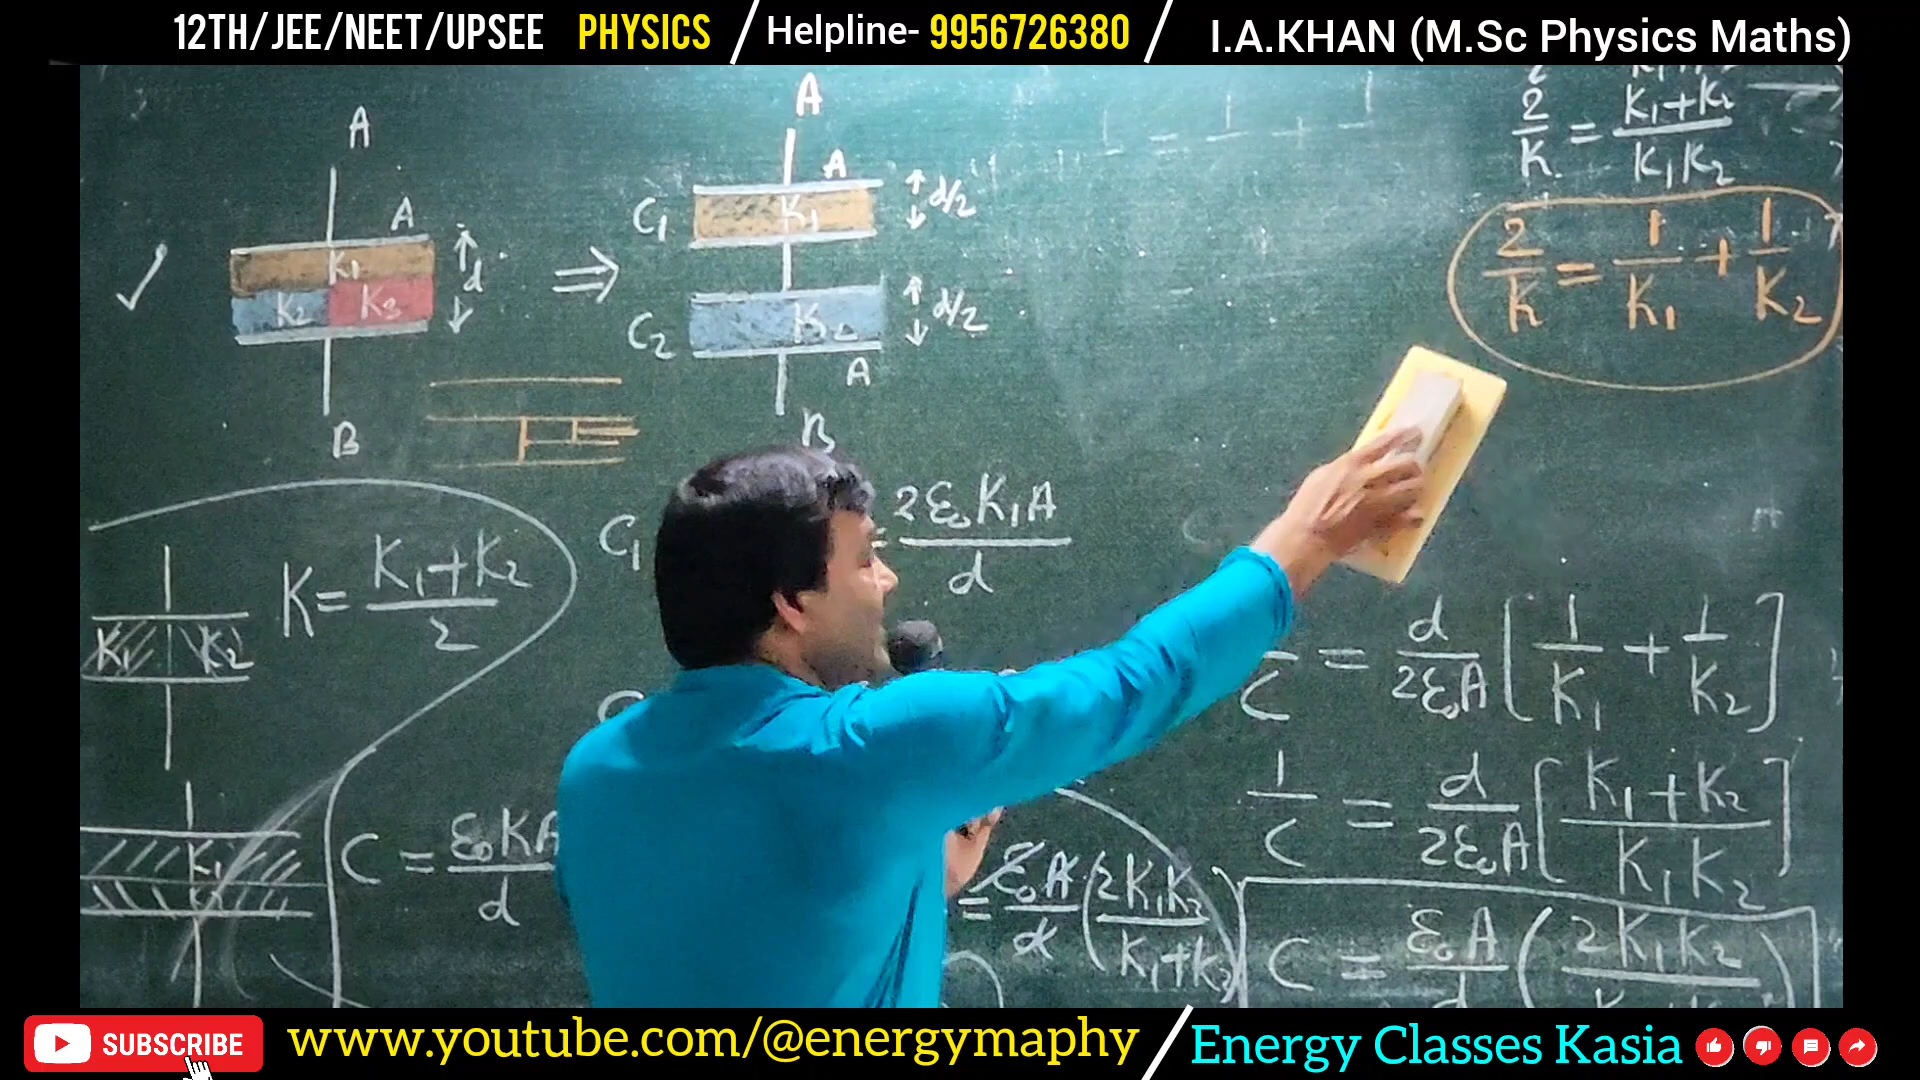 12TH/JEE/NEET/UPSEE PHYSICS / Helpline- 9956726380 / I.A.KHAN (M.Sc Physics Maths)
A
A
K1
K2 K3
d
B
⇒
A
A
C1 K1 d/2
C2 K2 d/2
A
B
2/K = K1+K2/K1K2
2/K = 1/K1 + 1/K2
K1 K2
K = K1+K2/2
C1 = 2ε0K1A/d
1/C = d/2ε0A [1/K1 + 1/K2]
1/C = d/2ε0A [K1+K2/K1K2]
K1
C = ε0KA/d
= ε0A/d (2K1K2/K1+K2)
C = ε0A/d (2K1K2
SUBSCRIBE www.youtube.com/@energymaphy / Energy Classes Kasia